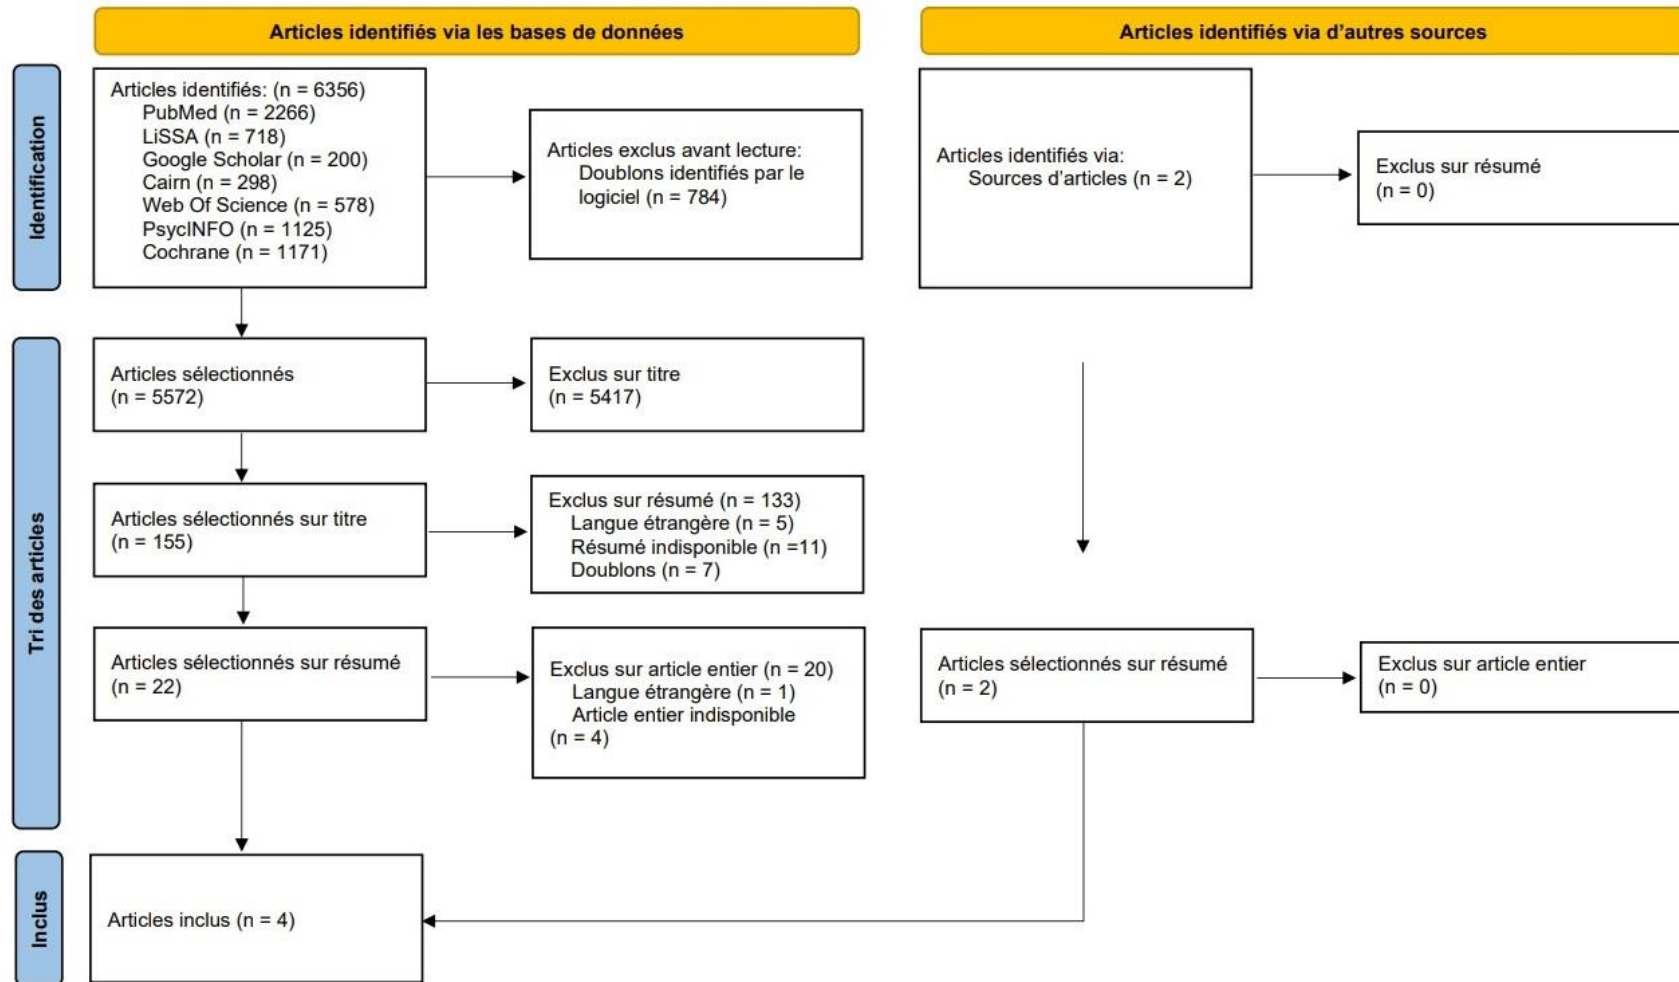 Articles identifiés via les bases de données
Articles identifiés via d'autres sources
Identification
Articles identifiés: (n = 6356)
PubMed (n = 2266)
LiSSA (n = 718)
Google Scholar (n = 200)
Cairn (n = 298)
Web Of Science (n = 578)
PsycINFO (n = 1125)
Cochrane (n = 1171)
Articles exclus avant lecture:
Doublons identifiés par le
logiciel (n = 784)
Articles identifiés via:
Sources d'articles (n = 2)
Exclus sur résumé
(n = 0)
Tri des articles
Articles sélectionnés
(n = 5572)
Exclus sur titre
(n = 5417)
Articles sélectionnés sur titre
(n = 155)
Exclus sur résumé (n = 133)
Langue étrangère (n = 5)
Résumé indisponible (n =11)
Doublons (n = 7)
Articles sélectionnés sur résumé
(n = 22)
Exclus sur article entier (n = 20)
Langue étrangère (n = 1)
Article entier indisponible
(n = 4)
Articles sélectionnés sur résumé
(n = 2)
Exclus sur article entier
(n = 0)
Inclus
Articles inclus (n = 4)